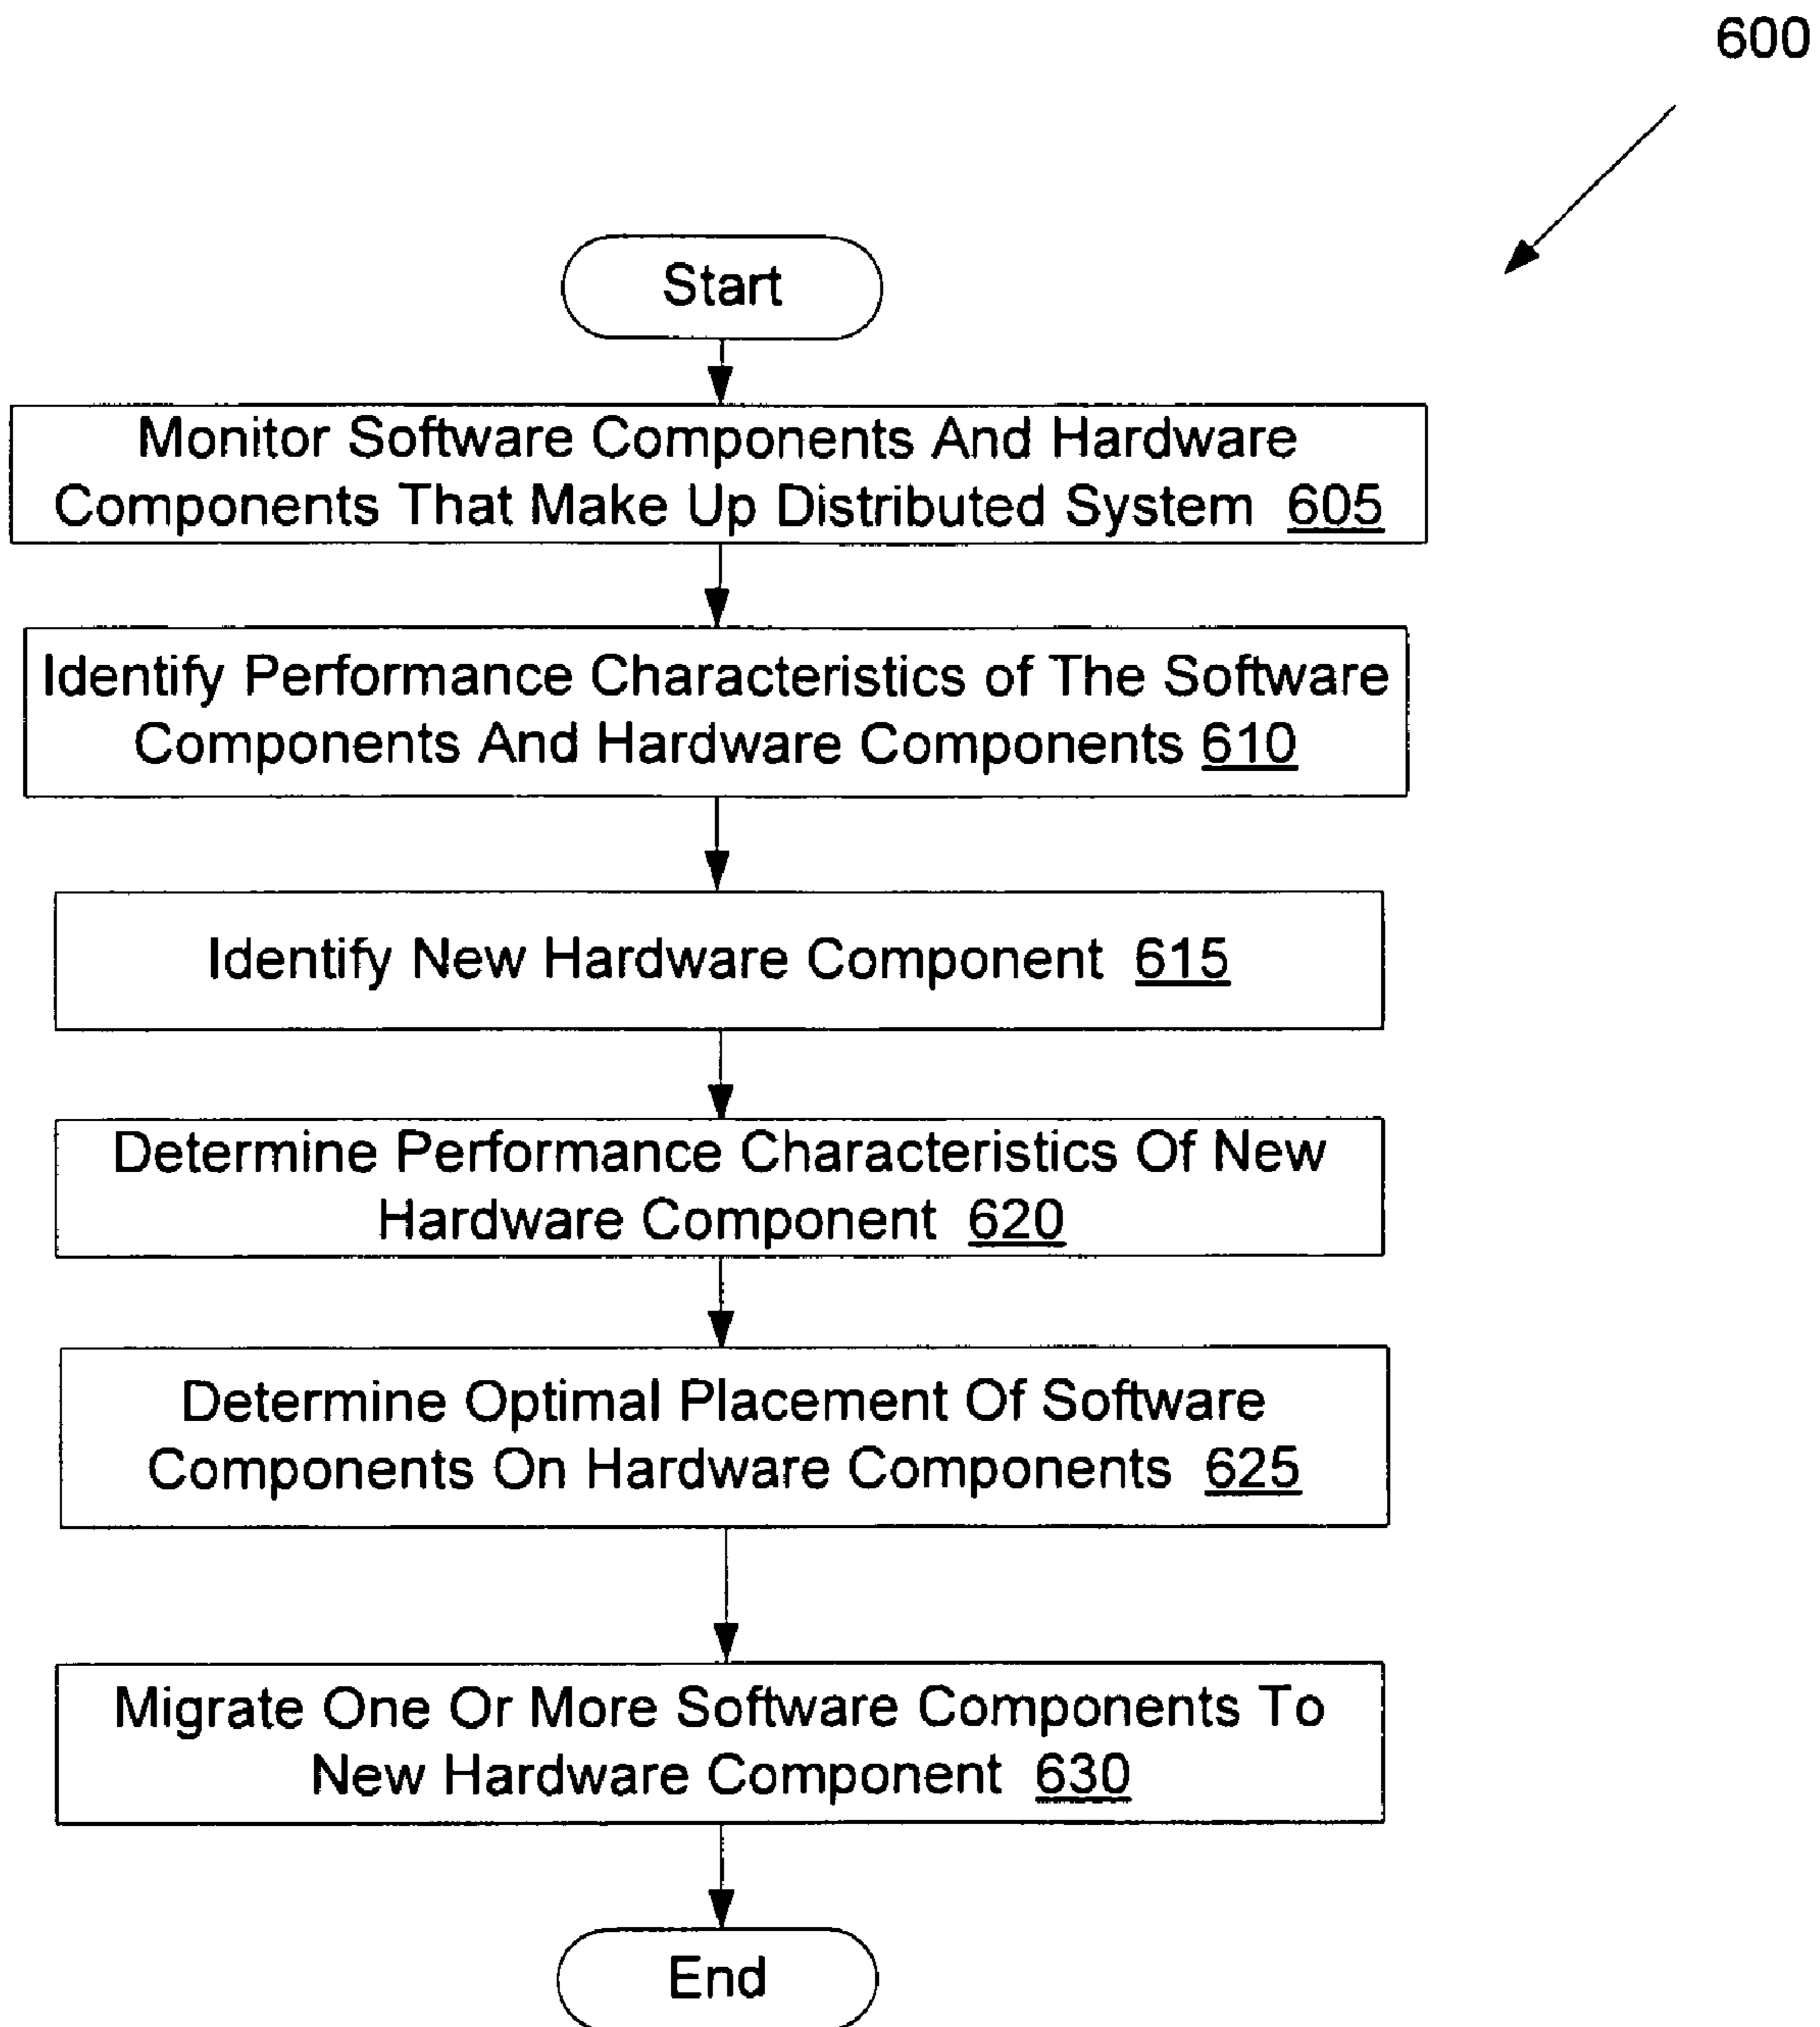 600
Start
Monitor Software Components And Hardware
Components That Make Up Distributed System 605
Identify Performance Characteristics of The Software
Components And Hardware Components 610
Identify New Hardware Component 615
Determine Performance Characteristics Of New
Hardware Component 620
Determine Optimal Placement Of Software
Components On Hardware Components 625
Migrate One Or More Software Components To
New Hardware Component 630
End